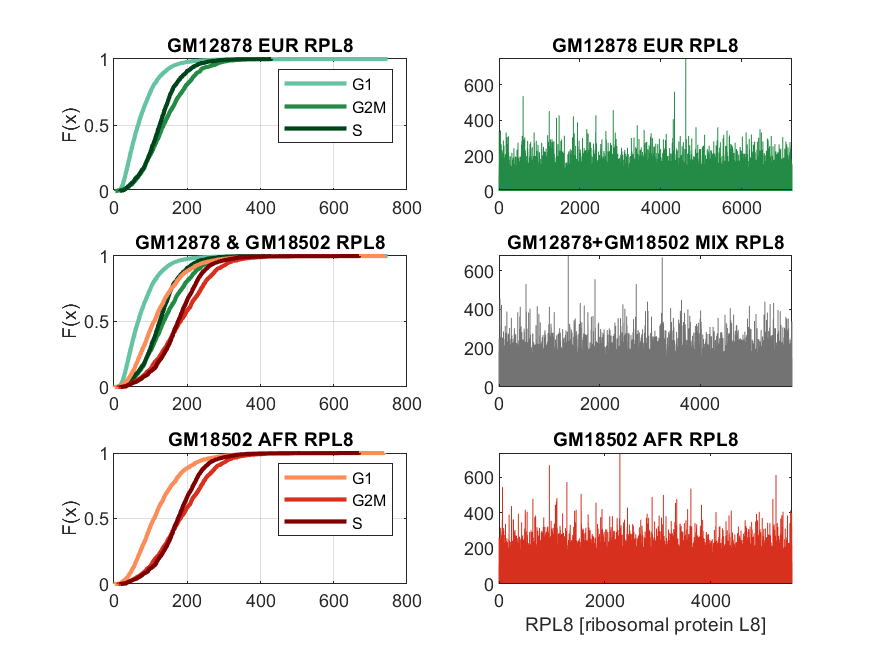 GM12878 EUR RPL8
F(x)
1
0.5
0
0 200 400 600 800
G1
G2M
S
GM12878 EUR RPL8
600
400
200
0
0 2000 4000 6000
GM12878 & GM18502 RPL8
F(x)
1
0.5
0
0 200 400 600 800
GM12878+GM18502 MIX RPL8
600
400
200
0
0 2000 4000
GM18502 AFR RPL8
F(x)
1
0.5
0
0 200 400 600 800
G1
G2M
S
GM18502 AFR RPL8
600
400
200
0
0 2000 4000
RPL8 [ribosomal protein L8]